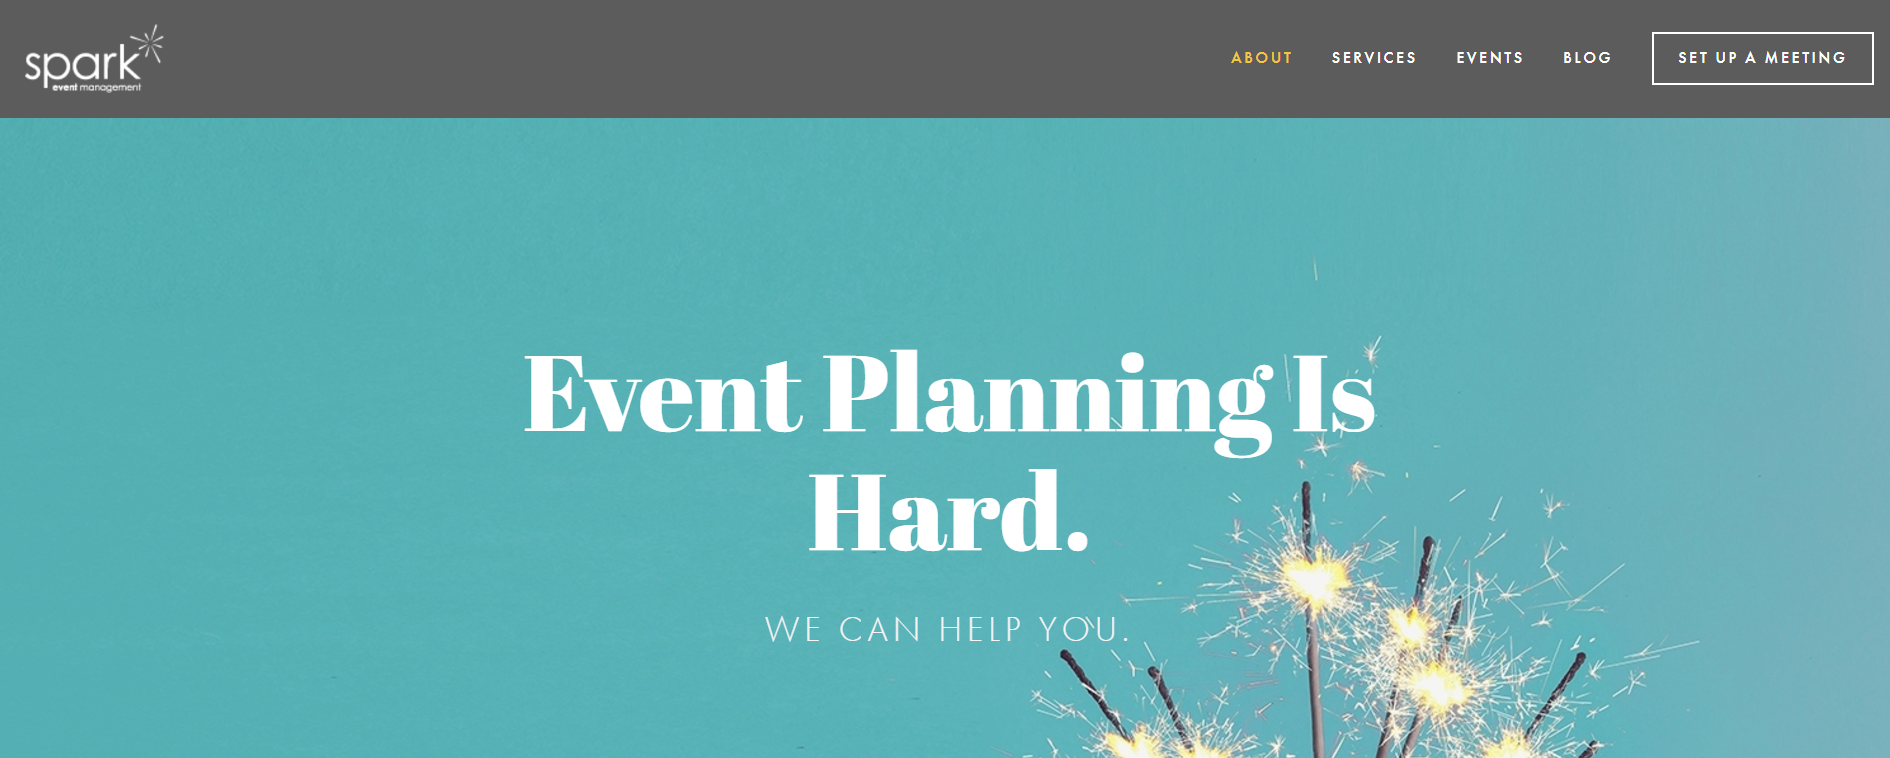 spark
event management
ABOUT SERVICES EVENTS BLOG SET UP A MEETING
Event Planning Is
Hard.
WE CAN HELP YOU.